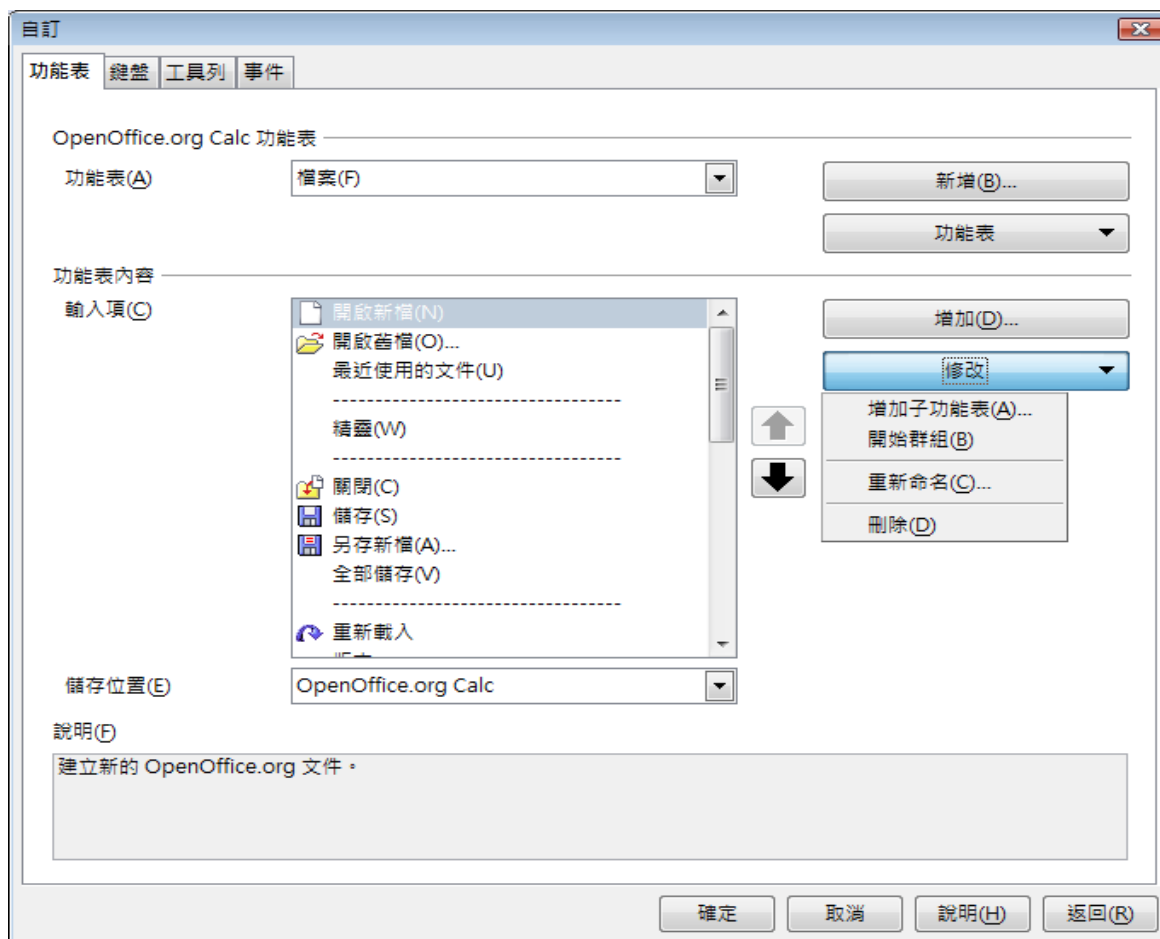 自訂
功能表 鍵盤 工具列 事件
OpenOffice.org Calc 功能表
功能表(A) 檔案(F) 新增(B)...
功能表
功能表內容
輸入項(C) 開啟新檔(N) 增加(D)...
開啟舊檔(O)...
最近使用的文件(U) 修改
--------------------------------
增加子功能表(A)...
精靈(W) 開始群組(B)
--------------------------------
關閉(C) 重新命名(C)...
儲存(S) 刪除(D)
另存新檔(A)...
全部儲存(V)
--------------------------------
重新載入
儲存位置(E) OpenOffice.org Calc
說明(F)
建立新的 OpenOffice.org 文件。
確定 取消 說明(H) 返回(R)